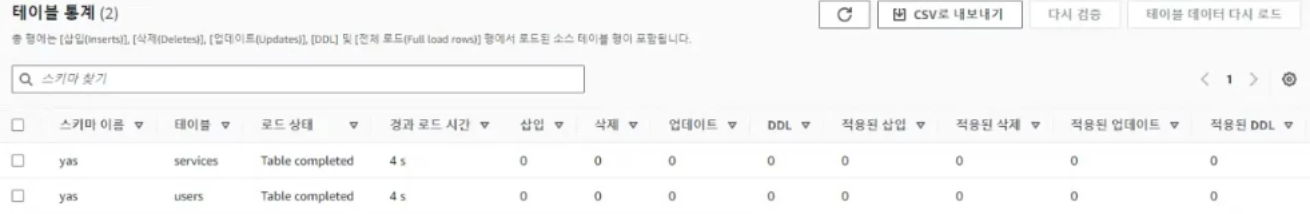 테이블 통계 (2)
CSV로 내보내기
다시 검증
테이블 데이터 다시 로드
총 행에는 [삽입(Inserts)], [삭제(Deletes)], [업데이트(Updates)], [DDL] 및 [전체 로드(Full load rows)] 행에서 로드된 소스 테이블 행이 포함됩니다.
스키마 찾기
1
스키마 이름 테이블 로드 상태 경과 로드 시간 삽입 삭제 업데이트 DDL 적용된 삽입 적용된 삭제 적용된 업데이트 적용된 DDL
yas services Table completed 4 s 0 0 0 0 0 0 0 0
yas users Table completed 4 s 0 0 0 0 0 0 0 0